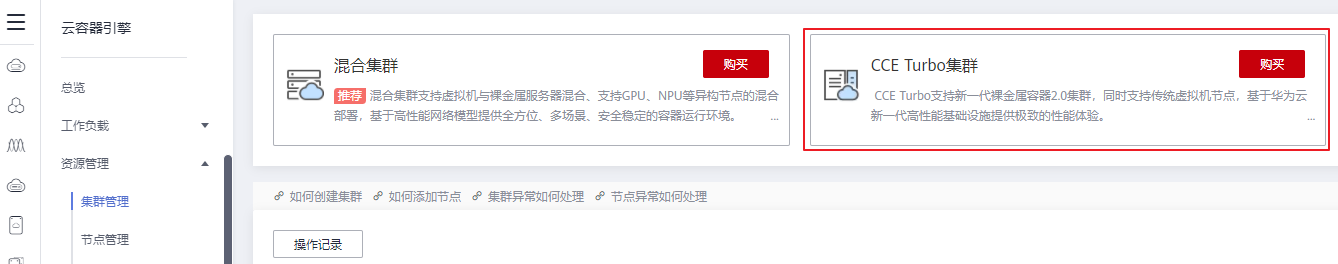 云容器引擎
总览
工作负载
资源管理
集群管理
节点管理
混合集群
购买
推荐 混合集群支持虚拟机与裸金属服务器混合、支持GPU、NPU等异构节点的混合
部署，基于高性能网络模型提供全方位、多场景、安全稳定的容器运行环境。 ...
CCE Turbo集群
购买
CCE Turbo支持新一代裸金属容器2.0集群，同时支持传统虚拟机节点，基于华为云
新一代高性能基础设施提供极致的性能体验。 ...
如何创建集群 如何添加节点 集群异常如何处理 节点异常如何处理
操作记录